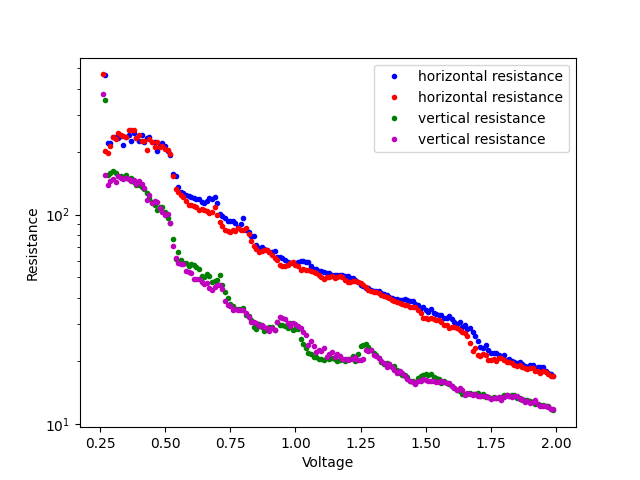 horizontal resistance
horizontal resistance
vertical resistance
vertical resistance
Resistance
10²
10¹
0.25 0.50 0.75 1.00 1.25 1.50 1.75 2.00
Voltage